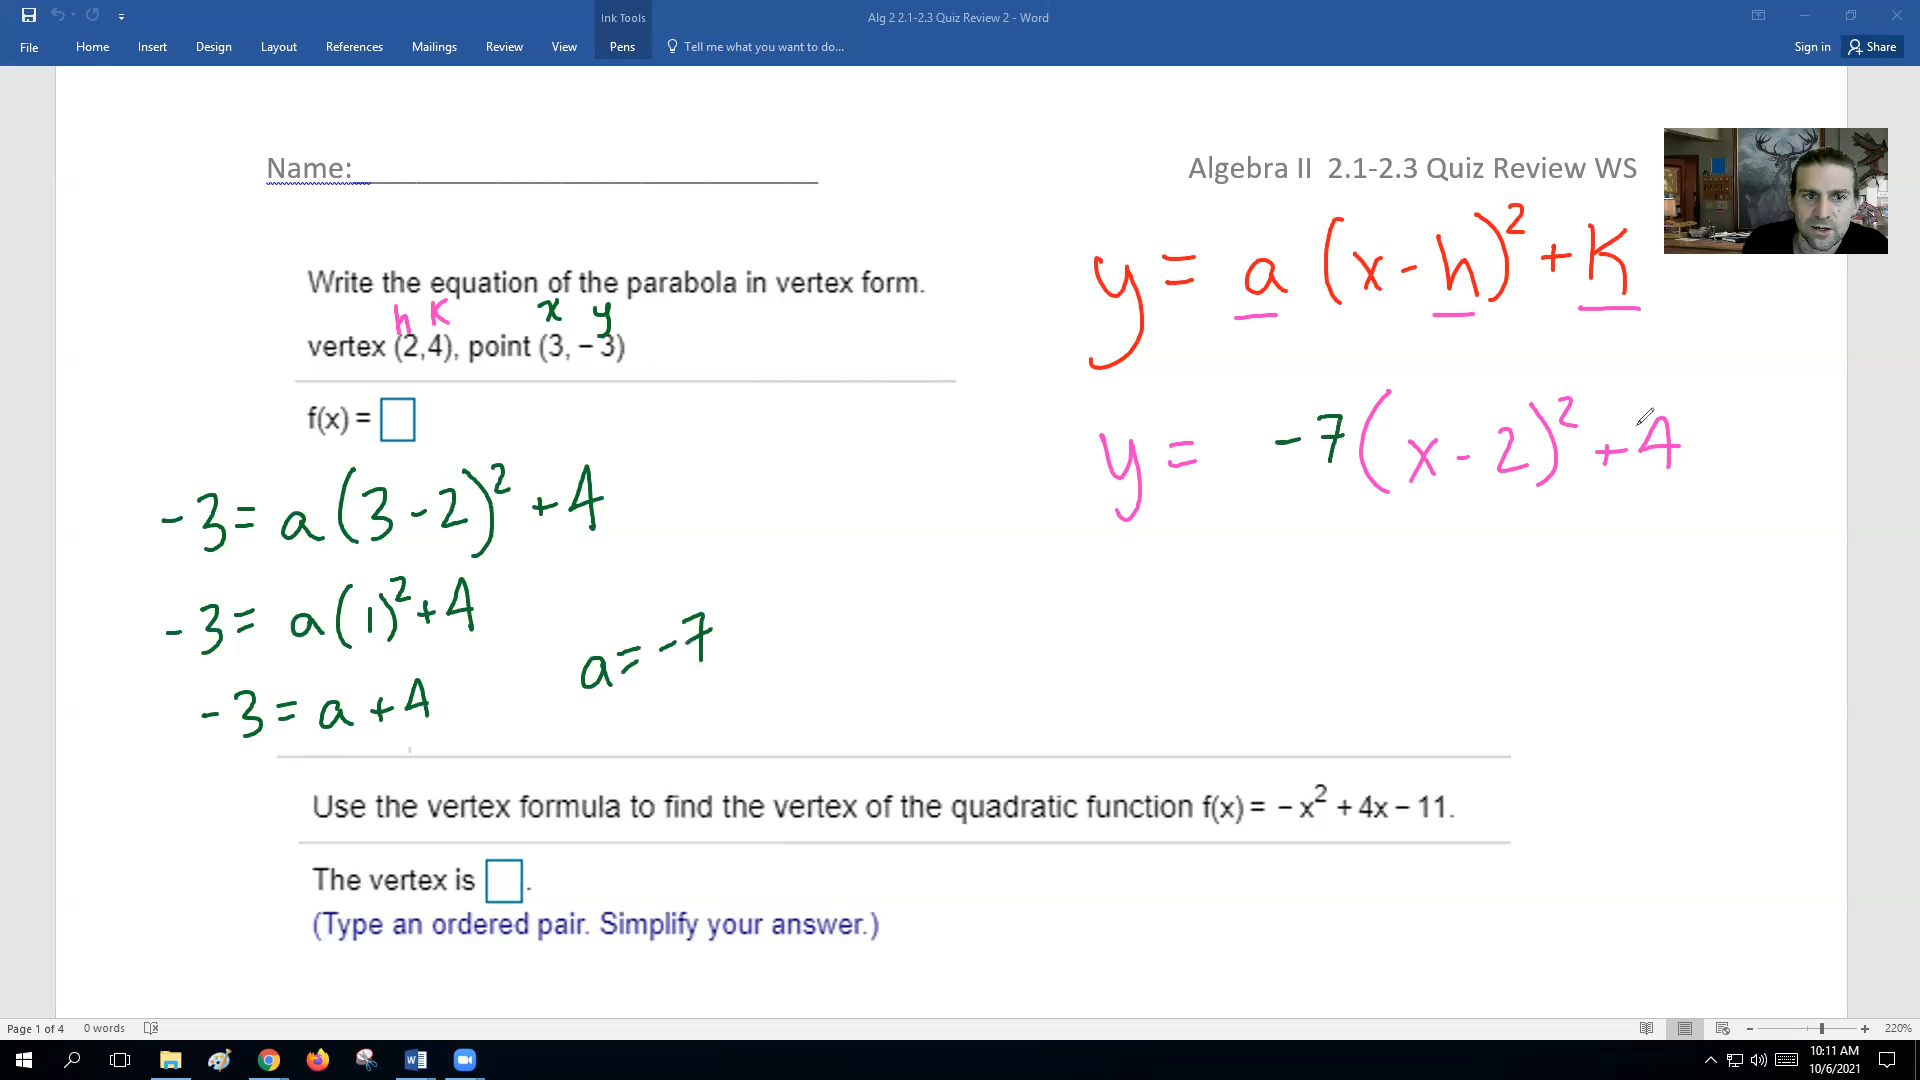 Ink Tools
Alg 2 2.1-2.3 Quiz Review 2 - Word
File Home Insert Design Layout References Mailings Review View Pens Tell me what you want to do... Sign in Share
Name:
Algebra II 2.1-2.3 Quiz Review WS
y = a (x - h)² + K
Write the equation of the parabola in vertex form.
h K x y
vertex (2,4), point (3, − 3)
f(x) =
y = -7 (x - 2)² + 4
-3 = a (3 - 2)² + 4
-3 = a (1)² + 4
a = -7
-3 = a + 4
Use the vertex formula to find the vertex of the quadratic function f(x) = − x² + 4x − 11.
The vertex is .
(Type an ordered pair. Simplify your answer.)
Page 1 of 4 0 words 220%
10:11 AM
10/6/2021